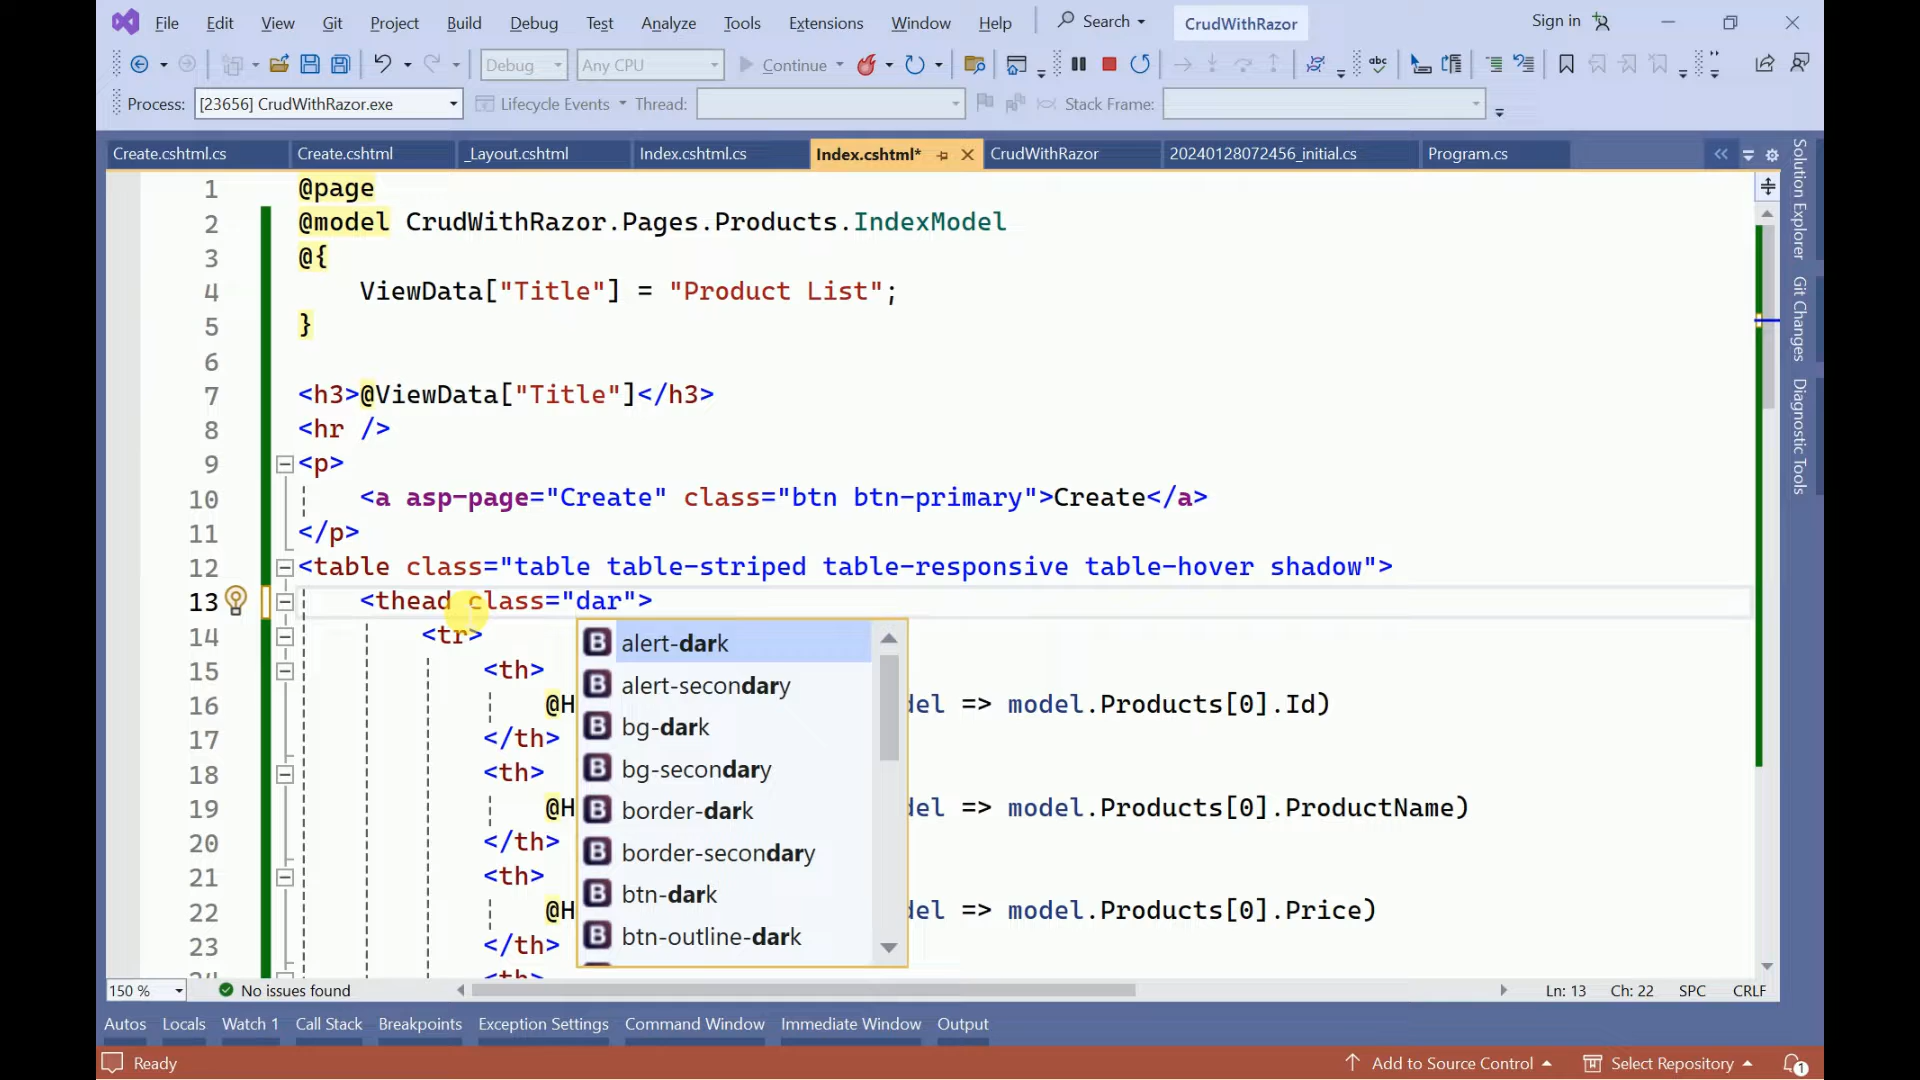 File Edit View Git Project Build Debug Test Analyze Tools Extensions Window Help Search CrudWithRazor Sign in
Debug Any CPU Continue
Process: [23656] CrudWithRazor.exe Lifecycle Events Thread: Stack Frame:
Create.cshtml.cs Create.cshtml _Layout.cshtml Index.cshtml.cs Index.cshtml* CrudWithRazor 20240128072456_initial.cs Program.cs
1 @page
2 @model CrudWithRazor.Pages.Products.IndexModel
3 @{
4 ViewData["Title"] = "Product List";
5 }
6
7 <h3>@ViewData["Title"]</h3>
8 <hr />
9 <p>
10 <a asp-page="Create" class="btn btn-primary">Create</a>
11 </p>
12 <table class="table table-striped table-responsive table-hover shadow">
13 <thead class="dar">
14 <tr>
15 <th>
16 @H del => model.Products[0].Id)
17 </th>
18 <th>
19 @H del => model.Products[0].ProductName)
20 </th>
21 <th>
22 @H del => model.Products[0].Price)
23 </th>
24 <th>
alert-dark
alert-secondary
bg-dark
bg-secondary
border-dark
border-secondary
btn-dark
btn-outline-dark
Solution Explorer
Git Changes
Diagnostic Tools
150 % No issues found Ln: 13 Ch: 22 SPC CRLF
Autos Locals Watch 1 Call Stack Breakpoints Exception Settings Command Window Immediate Window Output
Ready Add to Source Control Select Repository 1